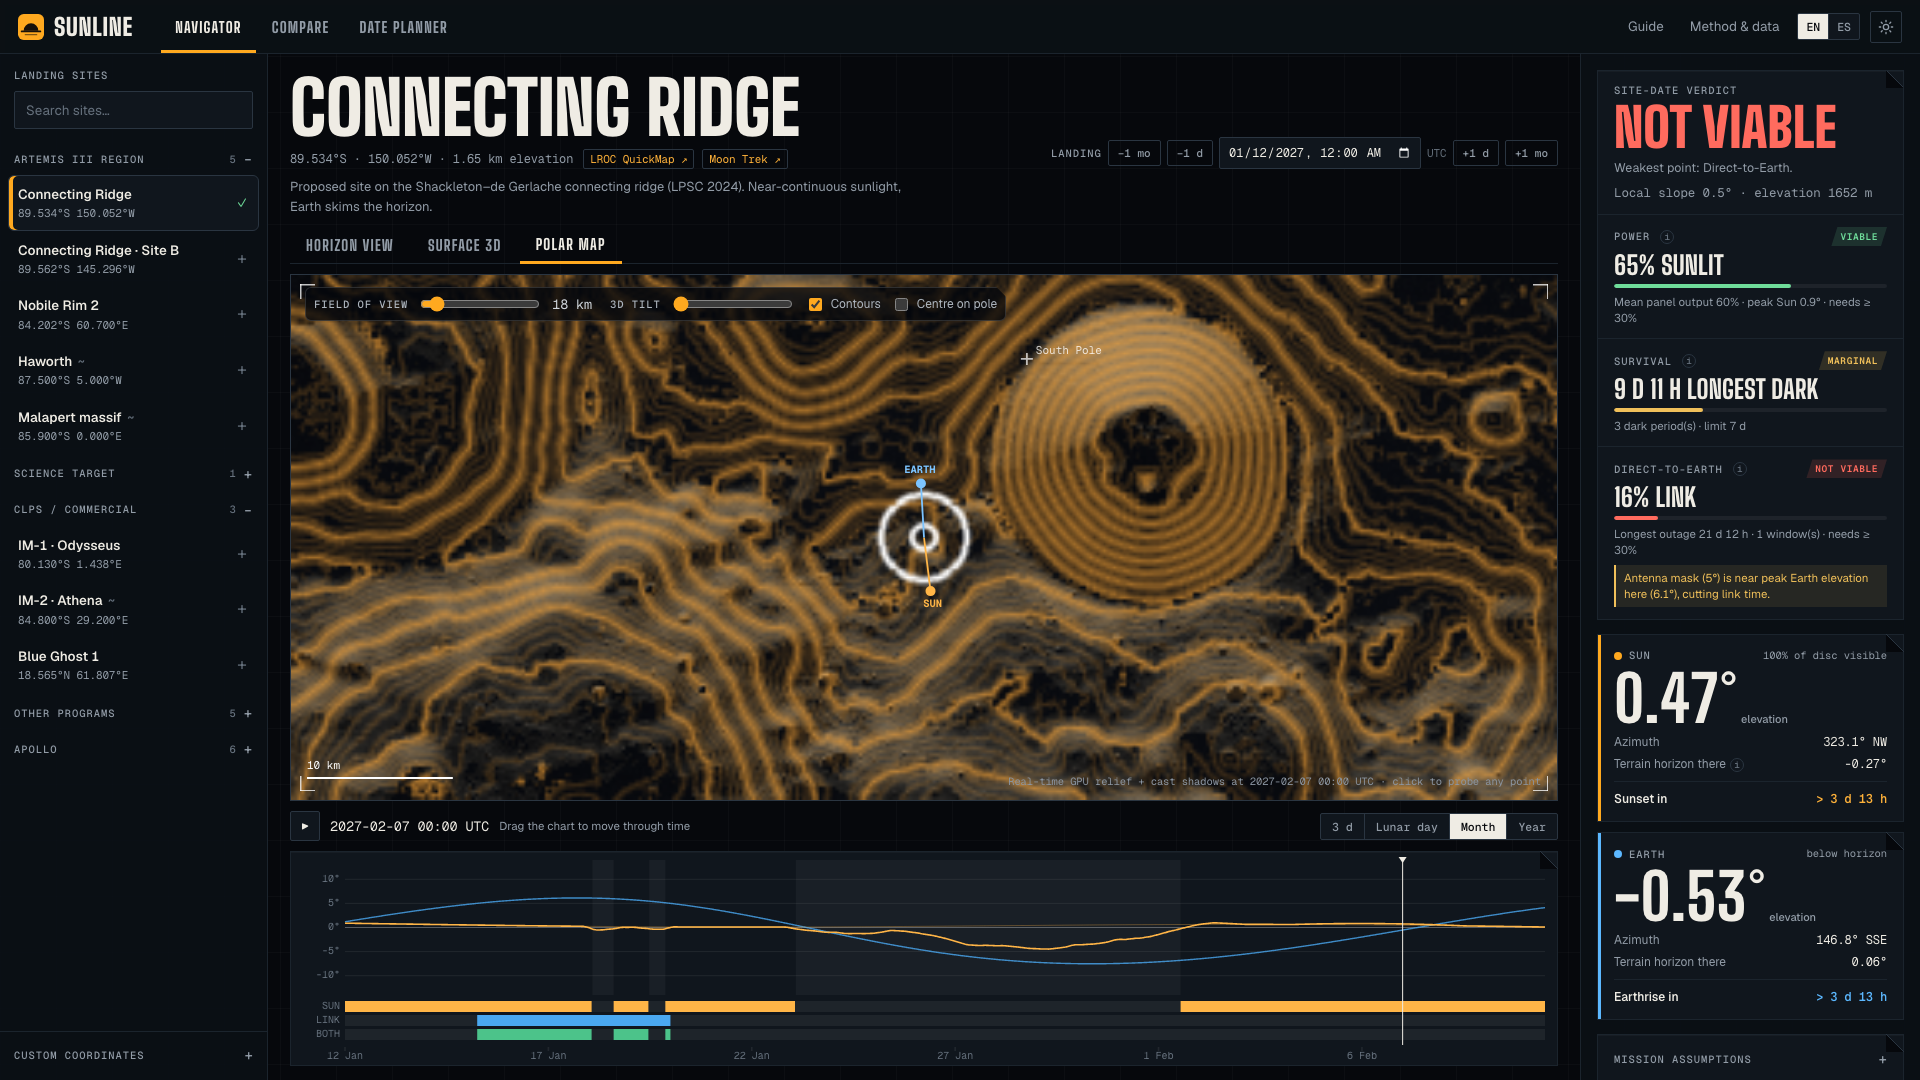 SUNLINE
NAVIGATOR
COMPARE
DATE PLANNER
Guide
Method & data
EN
ES
LANDING SITES
Search sites…
ARTEMIS III REGION
5 −
Connecting Ridge
89.534°S 150.052°W
✓
Connecting Ridge · Site B
89.562°S 145.296°W
+
Nobile Rim 2
84.202°S 60.700°E
+
Haworth ~
87.500°S 5.000°W
+
Malapert massif ~
85.900°S 0.000°E
+
SCIENCE TARGET
1 +
CLPS / COMMERCIAL
3 −
IM-1 · Odysseus
80.130°S 1.438°E
+
IM-2 · Athena ~
84.800°S 29.200°E
+
Blue Ghost 1
18.565°N 61.807°E
+
OTHER PROGRAMS
5 +
APOLLO
6 +
CUSTOM COORDINATES
+
CONNECTING RIDGE
89.534°S · 150.052°W · 1.65 km elevation
LROC QuickMap ↗
Moon Trek ↗
Proposed site on the Shackleton–de Gerlache connecting ridge (LPSC 2024). Near-continuous sunlight,
Earth skims the horizon.
LANDING
−1 mo
−1 d
01/12/2027, 12:00 AM
UTC
+1 d
+1 mo
HORIZON VIEW
SURFACE 3D
POLAR MAP
FIELD OF VIEW
18 km
3D TILT
Contours
Centre on pole
South Pole
EARTH
SUN
10 km
Real-time GPU relief + cast shadows at 2027-02-07 00:00 UTC · click to probe any point
2027-02-07 00:00 UTC
Drag the chart to move through time
3 d
Lunar day
Month
Year
10°
5°
0°
−5°
−10°
SUN
LINK
BOTH
12 Jan
17 Jan
22 Jan
27 Jan
1 Feb
6 Feb
SITE-DATE VERDICT
NOT VIABLE
Weakest point: Direct-to-Earth.
Local slope 0.5° · elevation 1652 m
POWER i
VIABLE
65% SUNLIT
Mean panel output 60% · peak Sun 0.9° · needs ≥
30%
SURVIVAL i
MARGINAL
9 D 11 H LONGEST DARK
3 dark period(s) · limit 7 d
DIRECT-TO-EARTH i
NOT VIABLE
16% LINK
Longest outage 21 d 12 h · 1 window(s) · needs ≥
30%
Antenna mask (5°) is near peak Earth elevation
here (6.1°), cutting link time.
SUN
100% of disc visible
0.47°
elevation
Azimuth
323.1° NW
Terrain horizon there i
−0.27°
Sunset in
> 3 d 13 h
EARTH
below horizon
−0.53°
elevation
Azimuth
146.8° SSE
Terrain horizon there
0.06°
Earthrise in
> 3 d 13 h
MISSION ASSUMPTIONS
+